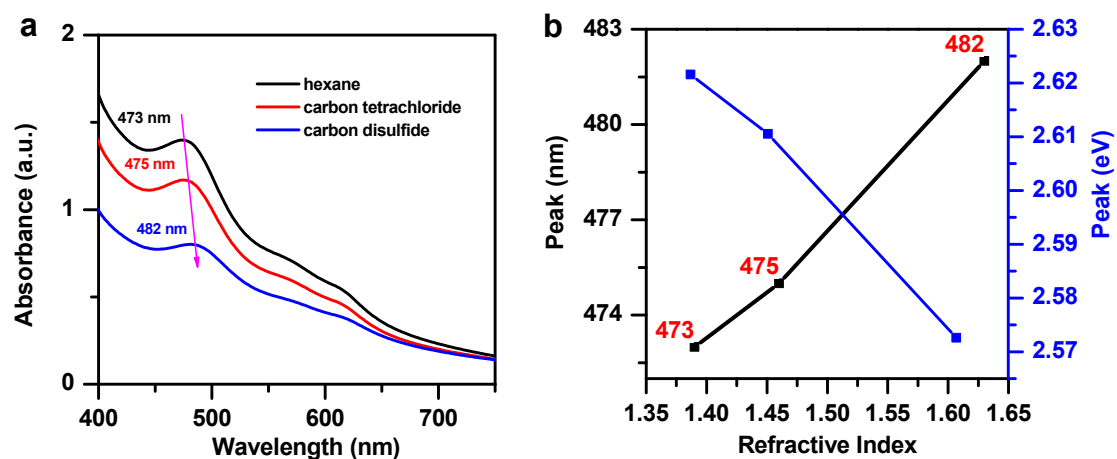 a
2
1
0
Absorbance (a.u.)
hexane
carbon tetrachloride
carbon disulfide
473 nm
475 nm
482 nm
400 500 600 700
Wavelength (nm)
b
483
480
477
474
Peak (nm)
473
475
482
2.63
2.62
2.61
2.60
2.59
2.58
2.57
Peak (eV)
1.35 1.40 1.45 1.50 1.55 1.60 1.65
Refractive Index